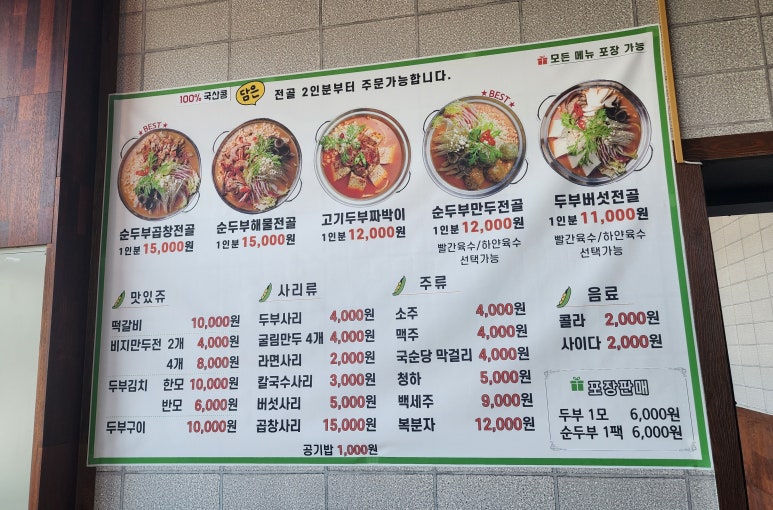 모든 메뉴 포장 가능
100% 국산콩 담은 전골 2인분부터 주문가능합니다.
BEST
순두부곱창전골
1인분 15,000원
순두부해물전골
1인분 15,000원
고기두부짜박이
1인분 12,000원
BEST
순두부만두전골
1인분 12,000원
빨간육수/하얀육수
선택가능
두부버섯전골
1인분 11,000원
빨간육수/하얀육수
선택가능
맛있쥬
떡갈비 10,000원
비지만두전 2개 4,000원
4개 8,000원
두부김치 한모 10,000원
반모 6,000원
두부구이 10,000원
사리류
두부사리 4,000원
굴림만두 4개 4,000원
라면사리 2,000원
칼국수사리 3,000원
버섯사리 5,000원
곱창사리 15,000원
공기밥 1,000원
주류
소주 4,000원
맥주 4,000원
국순당 막걸리 4,000원
청하 5,000원
백세주 9,000원
복분자 12,000원
음료
콜라 2,000원
사이다 2,000원
포장판매
두부 1모 6,000원
순두부 1팩 6,000원